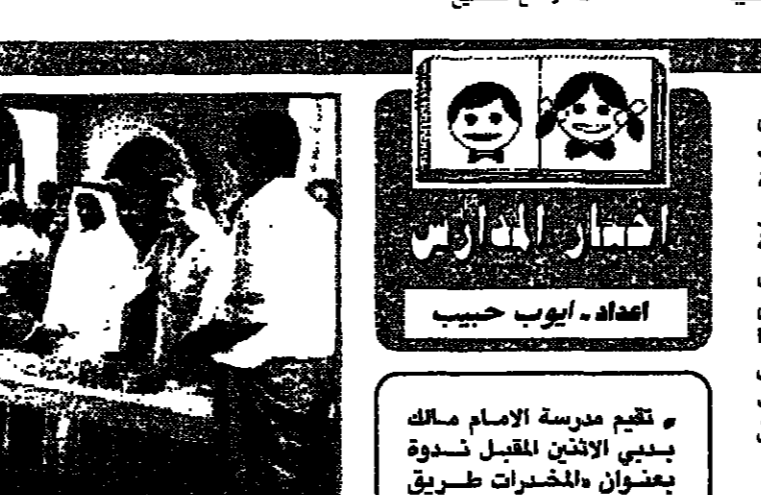 اخبار المدارس
اعداد ـ ايوب حبيب
تقيم مدرسة الامام مالك
بدبي الاثنين المقبل ندوة
بعنوان «المخدرات طريق